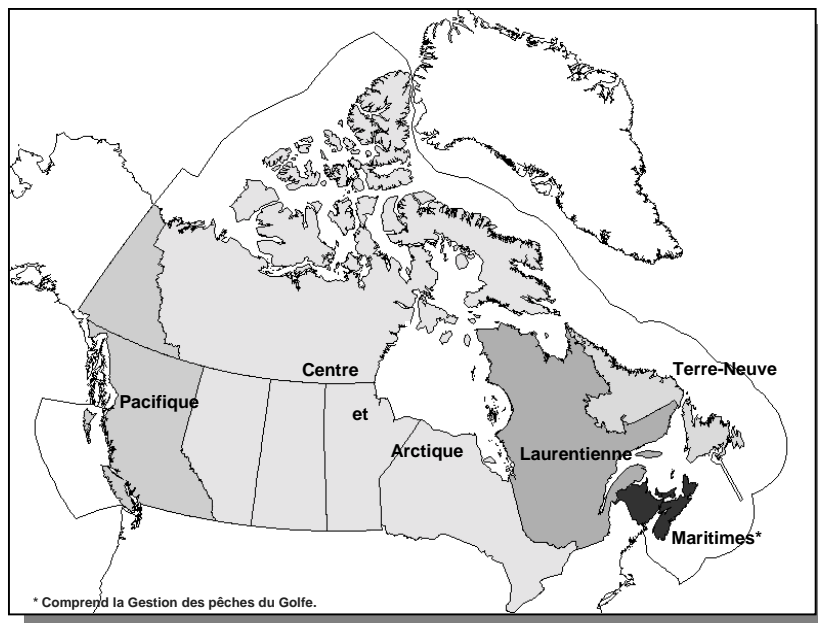 Centre
Terre-Neuve
Pacifique
et
Arctique
Laurentienne
Maritimes*
* Comprend la Gestion des pêches du Golfe.